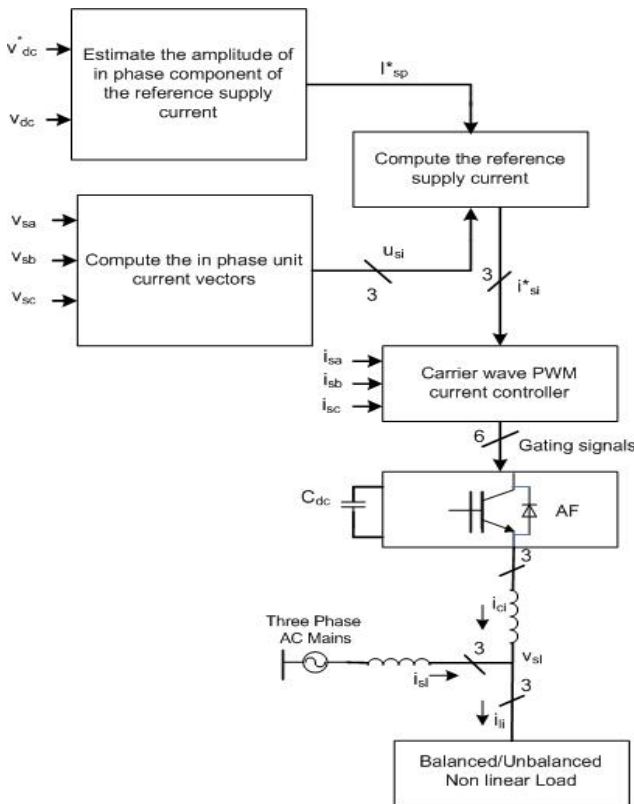 v*dc
Estimate the amplitude of
in phase component of
the reference supply
current
vdc
I*sp
Compute the reference
supply current
vsa
vsb
vsc
Compute the in phase unit
current vectors
usi
3
3
i*si
isa
isb
isc
Carrier wave PWM
current controller
6
Gating signals
Cdc
AF
3
ici
Three Phase
AC Mains
3
vsI
isI
3
ili
Balanced/Unbalanced
Non linear Load